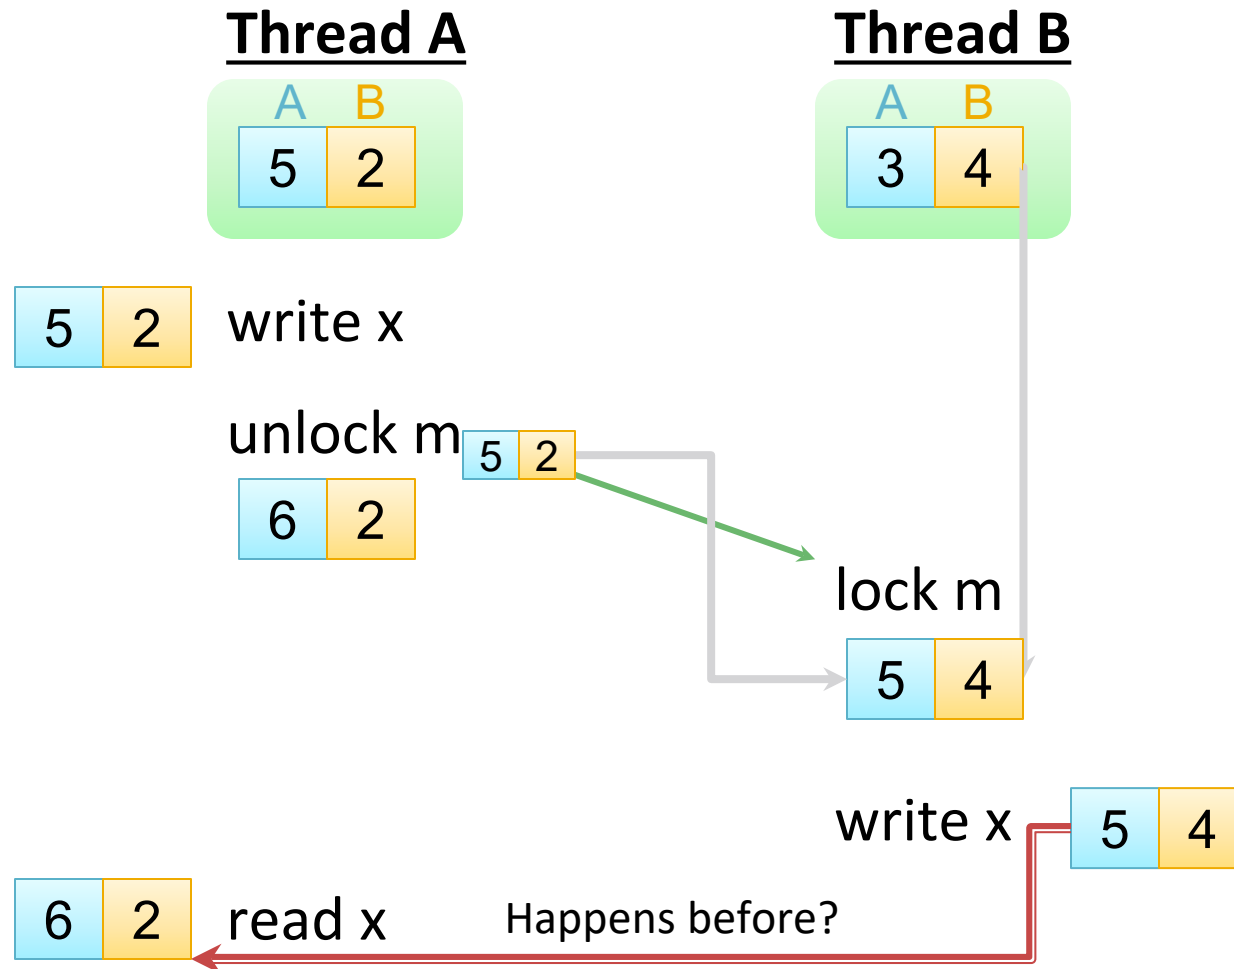 Thread A
Thread B
A B
A B
5 2
3 4
5 2
write x
unlock m
5 2
6 2
lock m
5 4
write x
5 4
6 2
read x
Happens before?